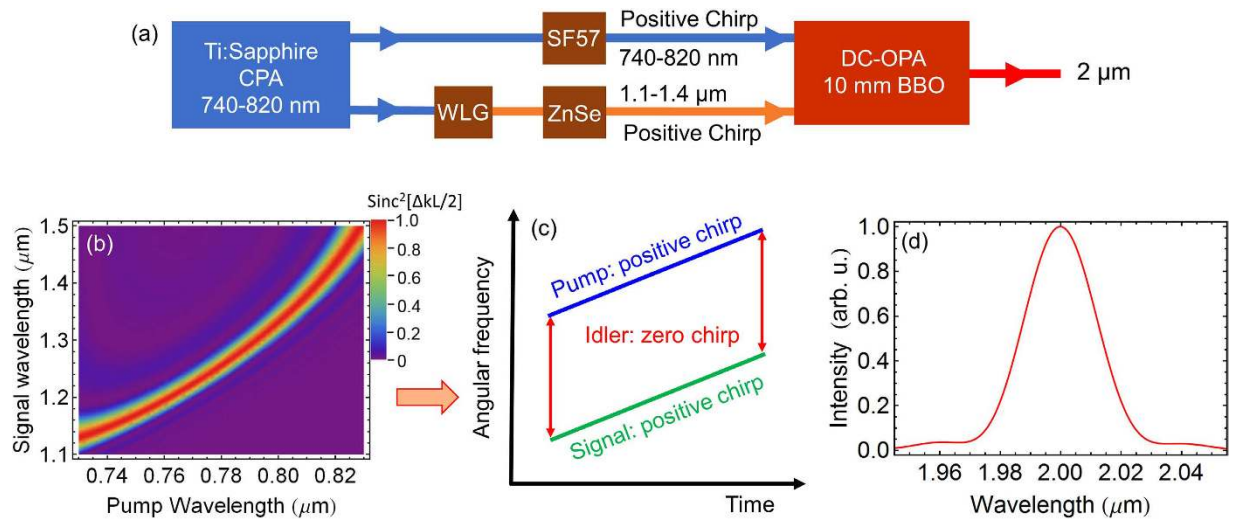 (a)
Ti:Sapphire
CPA
740-820 nm
SF57
Positive Chirp
740-820 nm
WLG
ZnSe
1.1-1.4 µm
Positive Chirp
DC-OPA
10 mm BBO
2 µm
(b)
Sinc²[ΔkL/2]
1.0
0.8
0.6
0.4
0.2
0
Signal wavelength (µm)
1.5
1.4
1.3
1.2
1.1
0.74 0.76 0.78 0.80 0.82
Pump Wavelength (µm)
(c)
Angular frequency
Pump: positive chirp
Idler: zero chirp
Signal: positive chirp
Time
(d)
Intensity (arb. u.)
1.0
0.8
0.6
0.4
0.2
0.0
1.96 1.98 2.00 2.02 2.04
Wavelength (µm)